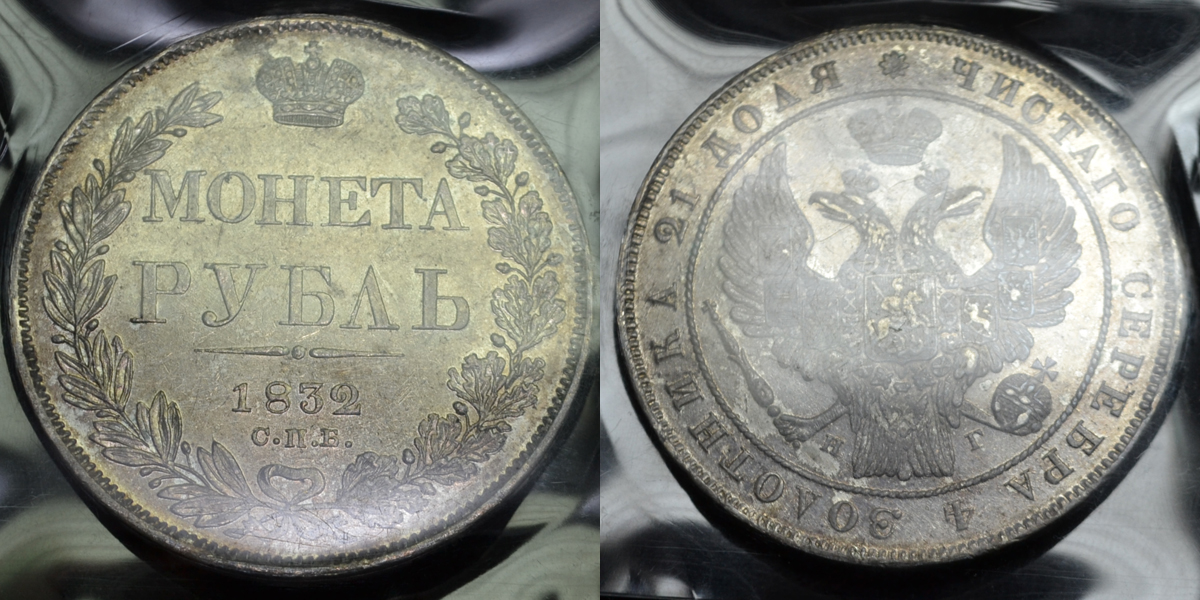 МОНЕТА
РУБЛЬ
1832
С.П.Б.
ЧИСТАГО СЕРЕБРА 4 ЗОЛОТНИКА 21 ДОЛЯ
Н Г